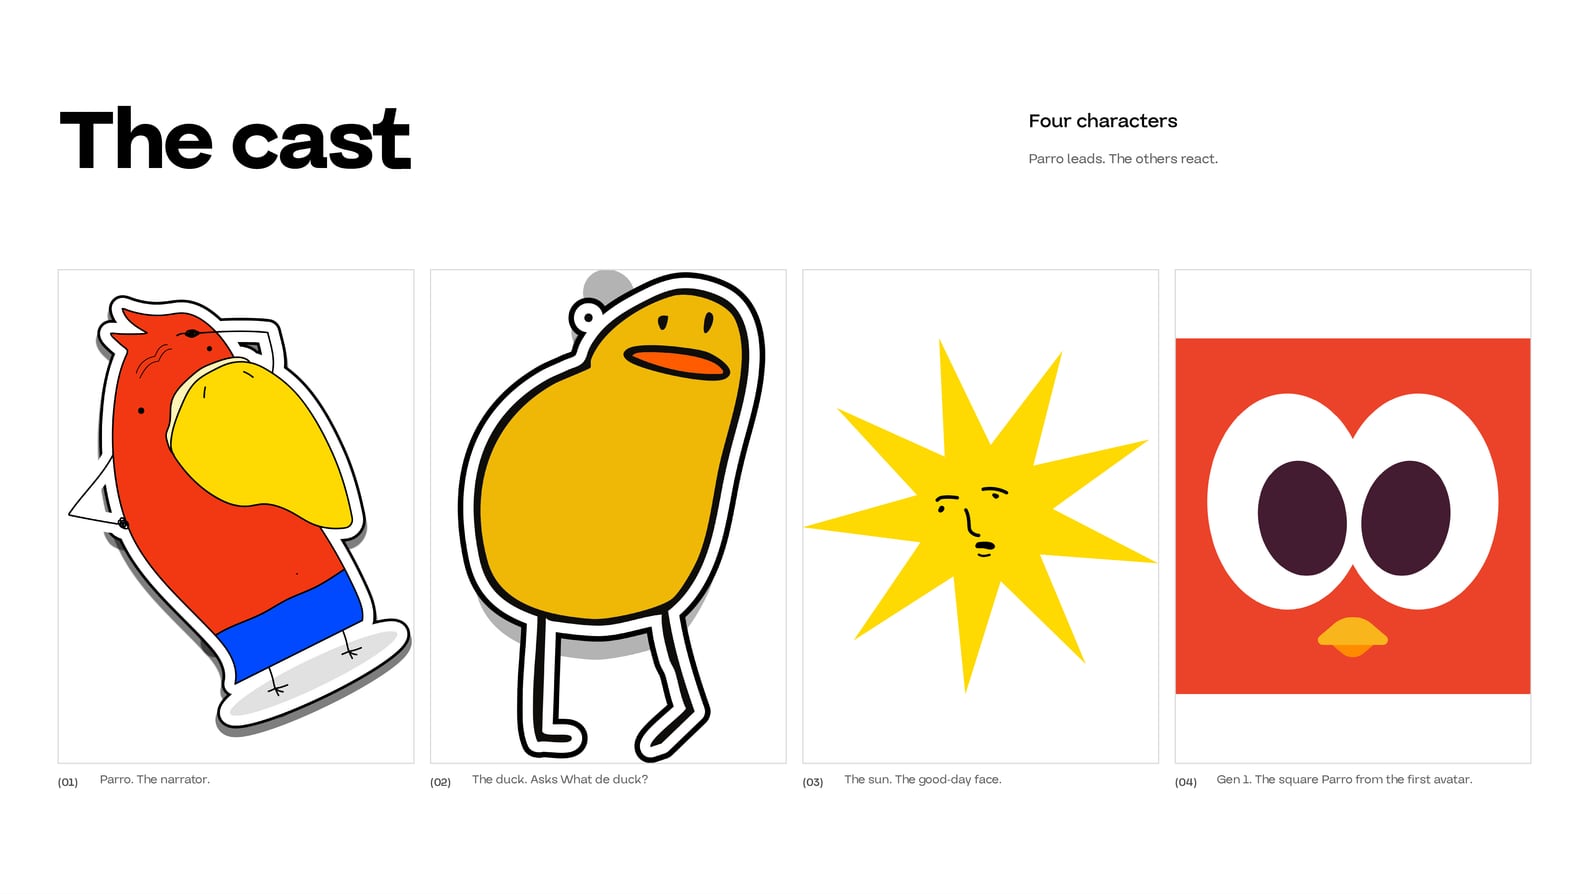 The cast
Four characters
Parro leads. The others react.
(01) Parro. The narrator.
(02) The duck. Asks What de duck?
(03) The sun. The good-day face.
(04) Gen 1. The square Parro from the first avatar.